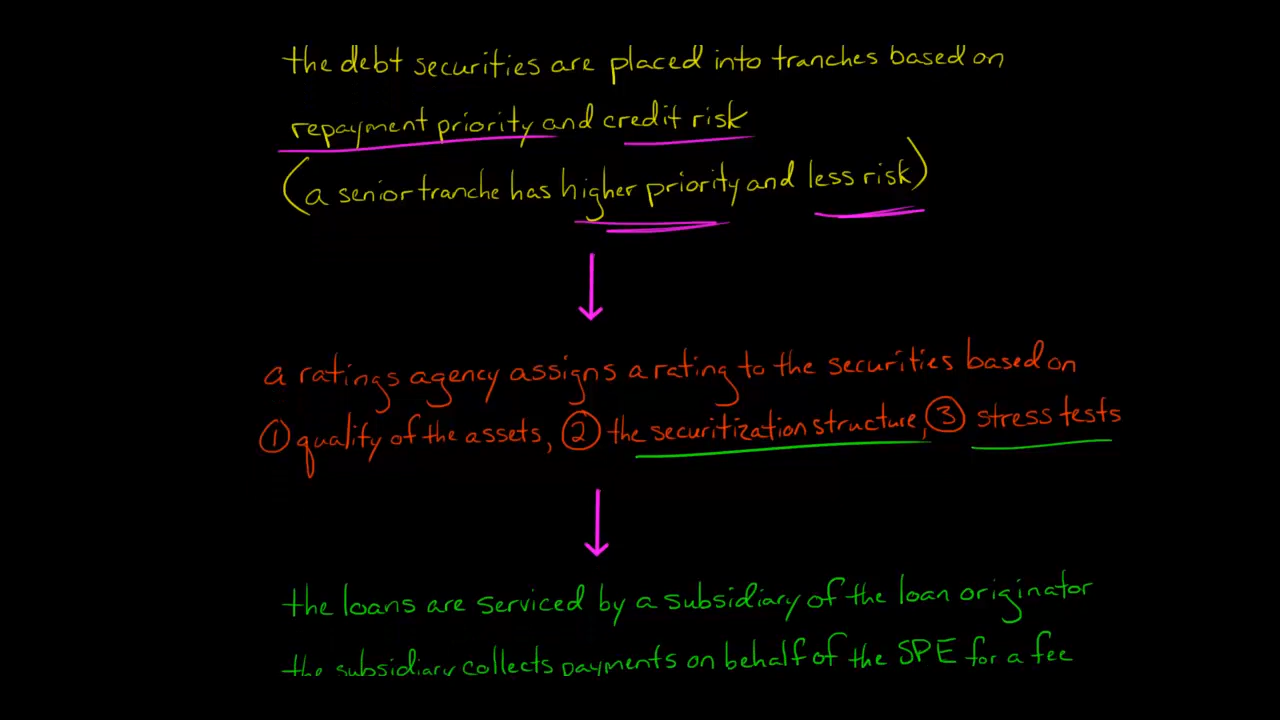 the debt securities are placed into tranches based on
repayment priority and credit risk
(a senior tranche has higher priority and less risk)
a ratings agency assigns a rating to the securities based on
① quality of the assets, ② the securitization structure, ③ stress tests
the loans are serviced by a subsidiary of the loan originator
the subsidiary collects payments on behalf of the SPE for a fee